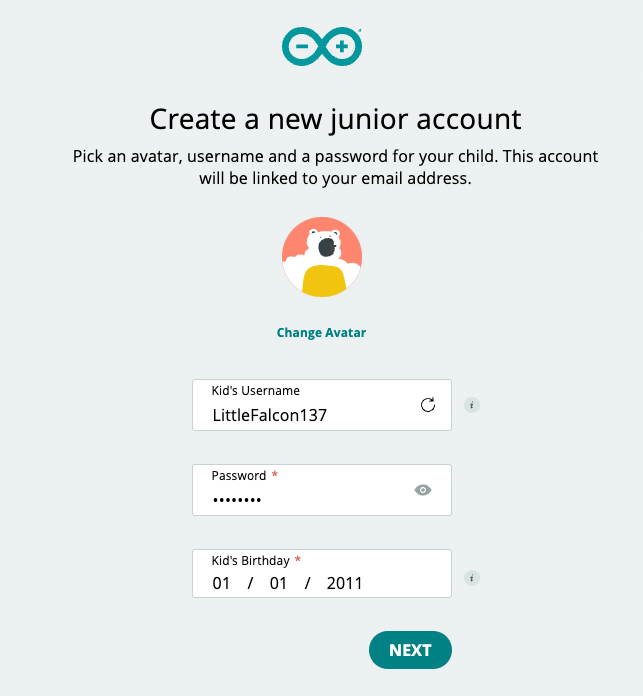 Create a new junior account
Pick an avatar, username and a password for your child. This account
will be linked to your email address.
Change Avatar
Kid's Username
LittleFalcon137
i
Password *
••••••••
Kid's Birthday *
01 / 01 / 2011
i
NEXT